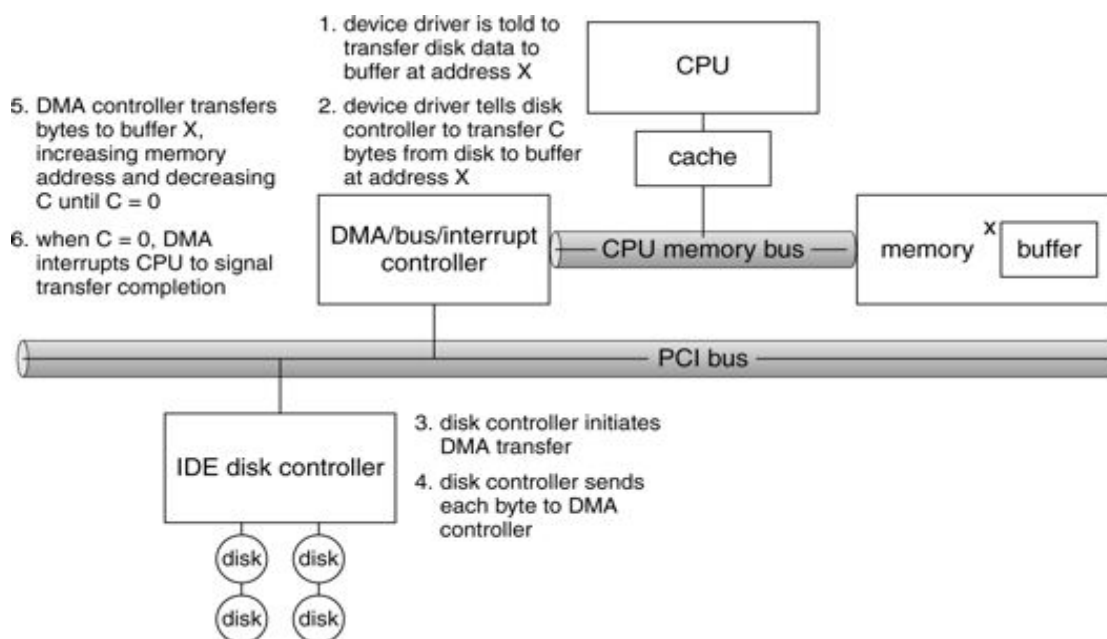 1. device driver is told to
transfer disk data to
buffer at address X
CPU
5. DMA controller transfers
bytes to buffer X,
increasing memory
address and decreasing
C until C = 0
2. device driver tells disk
controller to transfer C
bytes from disk to buffer
at address X
cache
6. when C = 0, DMA
interrupts CPU to signal
transfer completion
DMA/bus/interrupt
controller
CPU memory bus
memory
x
buffer
PCI bus
IDE disk controller
3. disk controller initiates
DMA transfer
4. disk controller sends
each byte to DMA
controller
disk
disk
disk
disk